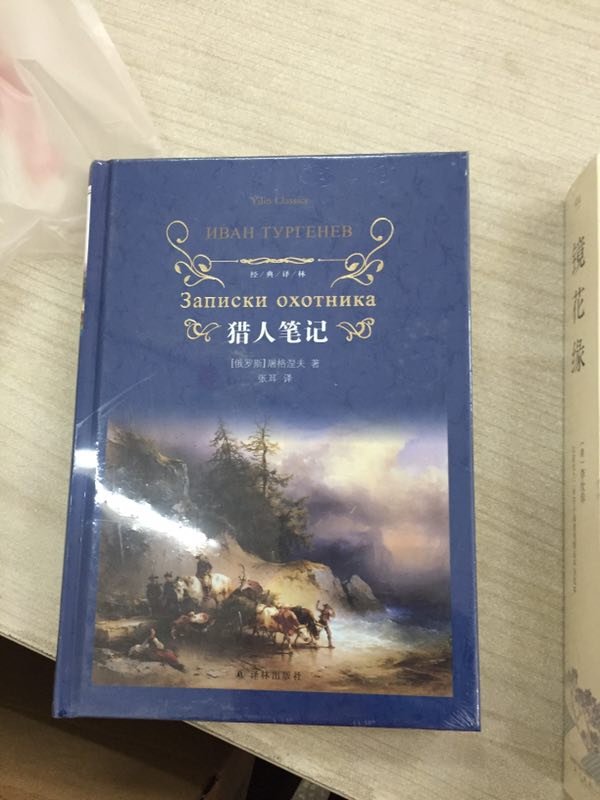 Yilin Classics
ИВАН ТУРГЕНЕВ
经/典/译/林
Записки охотника
猎人笔记
[俄罗斯]屠格涅夫 著
张耳 译
译林出版社
镜花缘